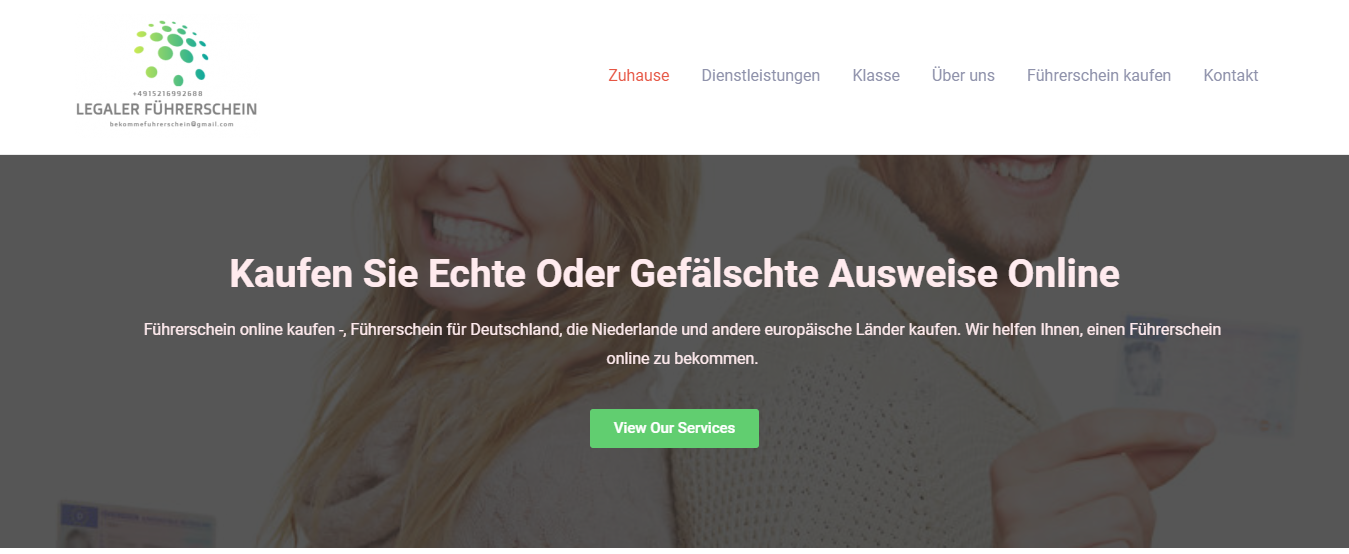 +4915216992688
LEGALER FÜHRERSCHEIN
bekommefuhrerschein@gmail.com
Zuhause Dienstleistungen Klasse Über uns Führerschein kaufen Kontakt
Kaufen Sie Echte Oder Gefälschte Ausweise Online
Führerschein online kaufen -, Führerschein für Deutschland, die Niederlande und andere europäische Länder kaufen. Wir helfen Ihnen, einen Führerschein
online zu bekommen.
View Our Services